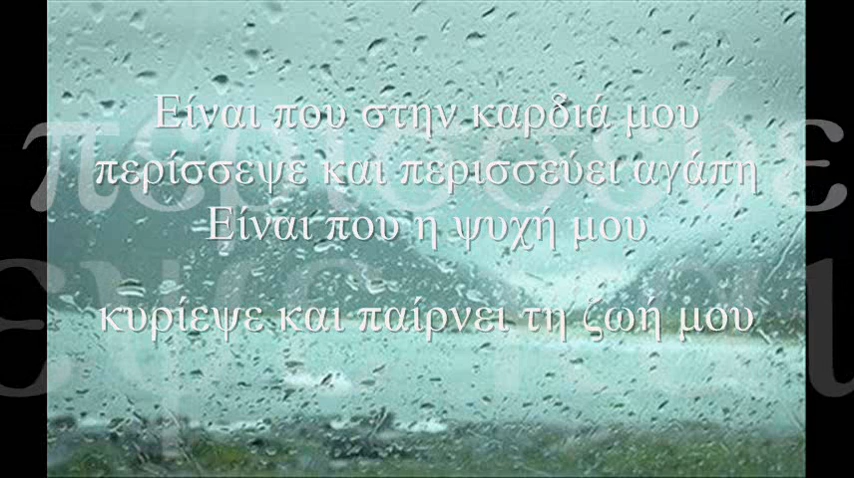 Είναι που στην καρδιά μου
περίσσεψε και περισσεύει αγάπη
Είναι που η ψυχή μου
κυρίεψε και παίρνει τη ζωή μου